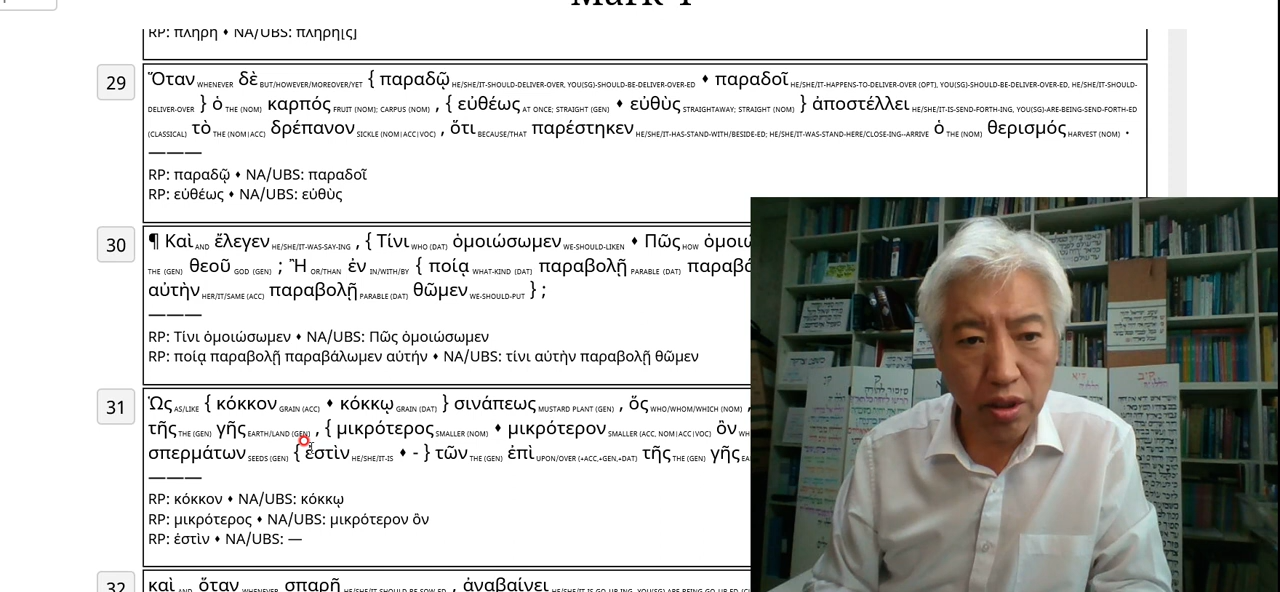 Mark 4
RP: πλήρη ⬧ NA/UBS: πλήρη[ς]
29
Ὅταν WHENEVER δὲ BUT/HOWEVER/MOREOVER/YET { παραδῷ HE/SHE/IT-SHOULD-DELIVER-OVER, YOU(SG)-SHOULD-BE-DELIVER-OVER-ED ⬧ παραδοῖ HE/SHE/IT-HAPPENS-TO-DELIVER-OVER (OPT), YOU(SG)-SHOULD-BE-DELIVER-OVER-ED, HE/SHE/IT-SHOULD-
DELIVER-OVER } ὁ THE (NOM) καρπός FRUIT (NOM); CARPUS (NOM) , { εὐθέως AT ONCE; STRAIGHT (GEN) ⬧ εὐθὺς STRAIGHTAWAY; STRAIGHT (NOM) } ἀποστέλλει HE/SHE/IT-IS-SEND-FORTH-ING, YOU(SG)-ARE-BEING-SEND-FORTH-ED
(CLASSICAL) τὸ THE (NOM|ACC) δρέπανον SICKLE (NOM|ACC|VOC) , ὅτι BECAUSE/THAT παρέστηκεν HE/SHE/IT-HAS-STAND-WITH/BESIDE-ED; HE/SHE/IT-WAS-STAND-HERE/CLOSE-ING--ARRIVE ὁ THE (NOM) θερισμός HARVEST (NOM) .
———
RP: παραδῷ ⬧ NA/UBS: παραδοῖ
RP: εὐθέως ⬧ NA/UBS: εὐθὺς
30
¶ Καὶ AND ἔλεγεν HE/SHE/IT-WAS-SAY-ING , { Τίνι WHO (DAT) ὁμοιώσωμεν WE-SHOULD-LIKEN ⬧ Πῶς HOW
THE (GEN) θεοῦ GOD (GEN) ; Ἢ OR/THAN ἐν IN/WITH/BY { ποίᾳ WHAT-KIND (DAT) παραβολῇ PARABLE (DAT)
αὐτὴν HER/IT/SAME (ACC) παραβολῇ PARABLE (DAT) θῶμεν WE-SHOULD-PUT } ;
———
RP: Τίνι ὁμοιώσωμεν ⬧ NA/UBS: Πῶς ὁμοιώσωμεν
RP: ποίᾳ παραβολῇ παραβάλωμεν αὐτήν ⬧ NA/UBS: τίνι αὐτὴν παραβολῇ θῶμεν
31
Ὡς AS/LIKE { κόκκον GRAIN (ACC) ⬧ κόκκῳ GRAIN (DAT) } σινάπεως MUSTARD PLANT (GEN) , ὅς WHO/WHOM/WHICH (NOM) ,
τῆς THE (GEN) γῆς EARTH/LAND (GEN) , { μικρότερος SMALLER (NOM) ⬧ μικρότερον SMALLER (ACC, NOM|ACC|VOC) ὂν
σπερμάτων SEEDS (GEN) { ἐστὶν HE/SHE/IT-IS ⬧ - } τῶν THE (GEN) ἐπὶ UPON/OVER (+ACC,+GEN,+DAT) τῆς THE (GEN) γῆς
———
RP: κόκκον ⬧ NA/UBS: κόκκῳ
RP: μικρότερος ⬧ NA/UBS: μικρότερον ὂν
RP: ἐστὶν ⬧ NA/UBS: —
32
καὶ AND ὅταν WHENEVER σπαρῇ HE/SHE/IT-SHOULD-BE-SOW-ED , ἀναβαίνει